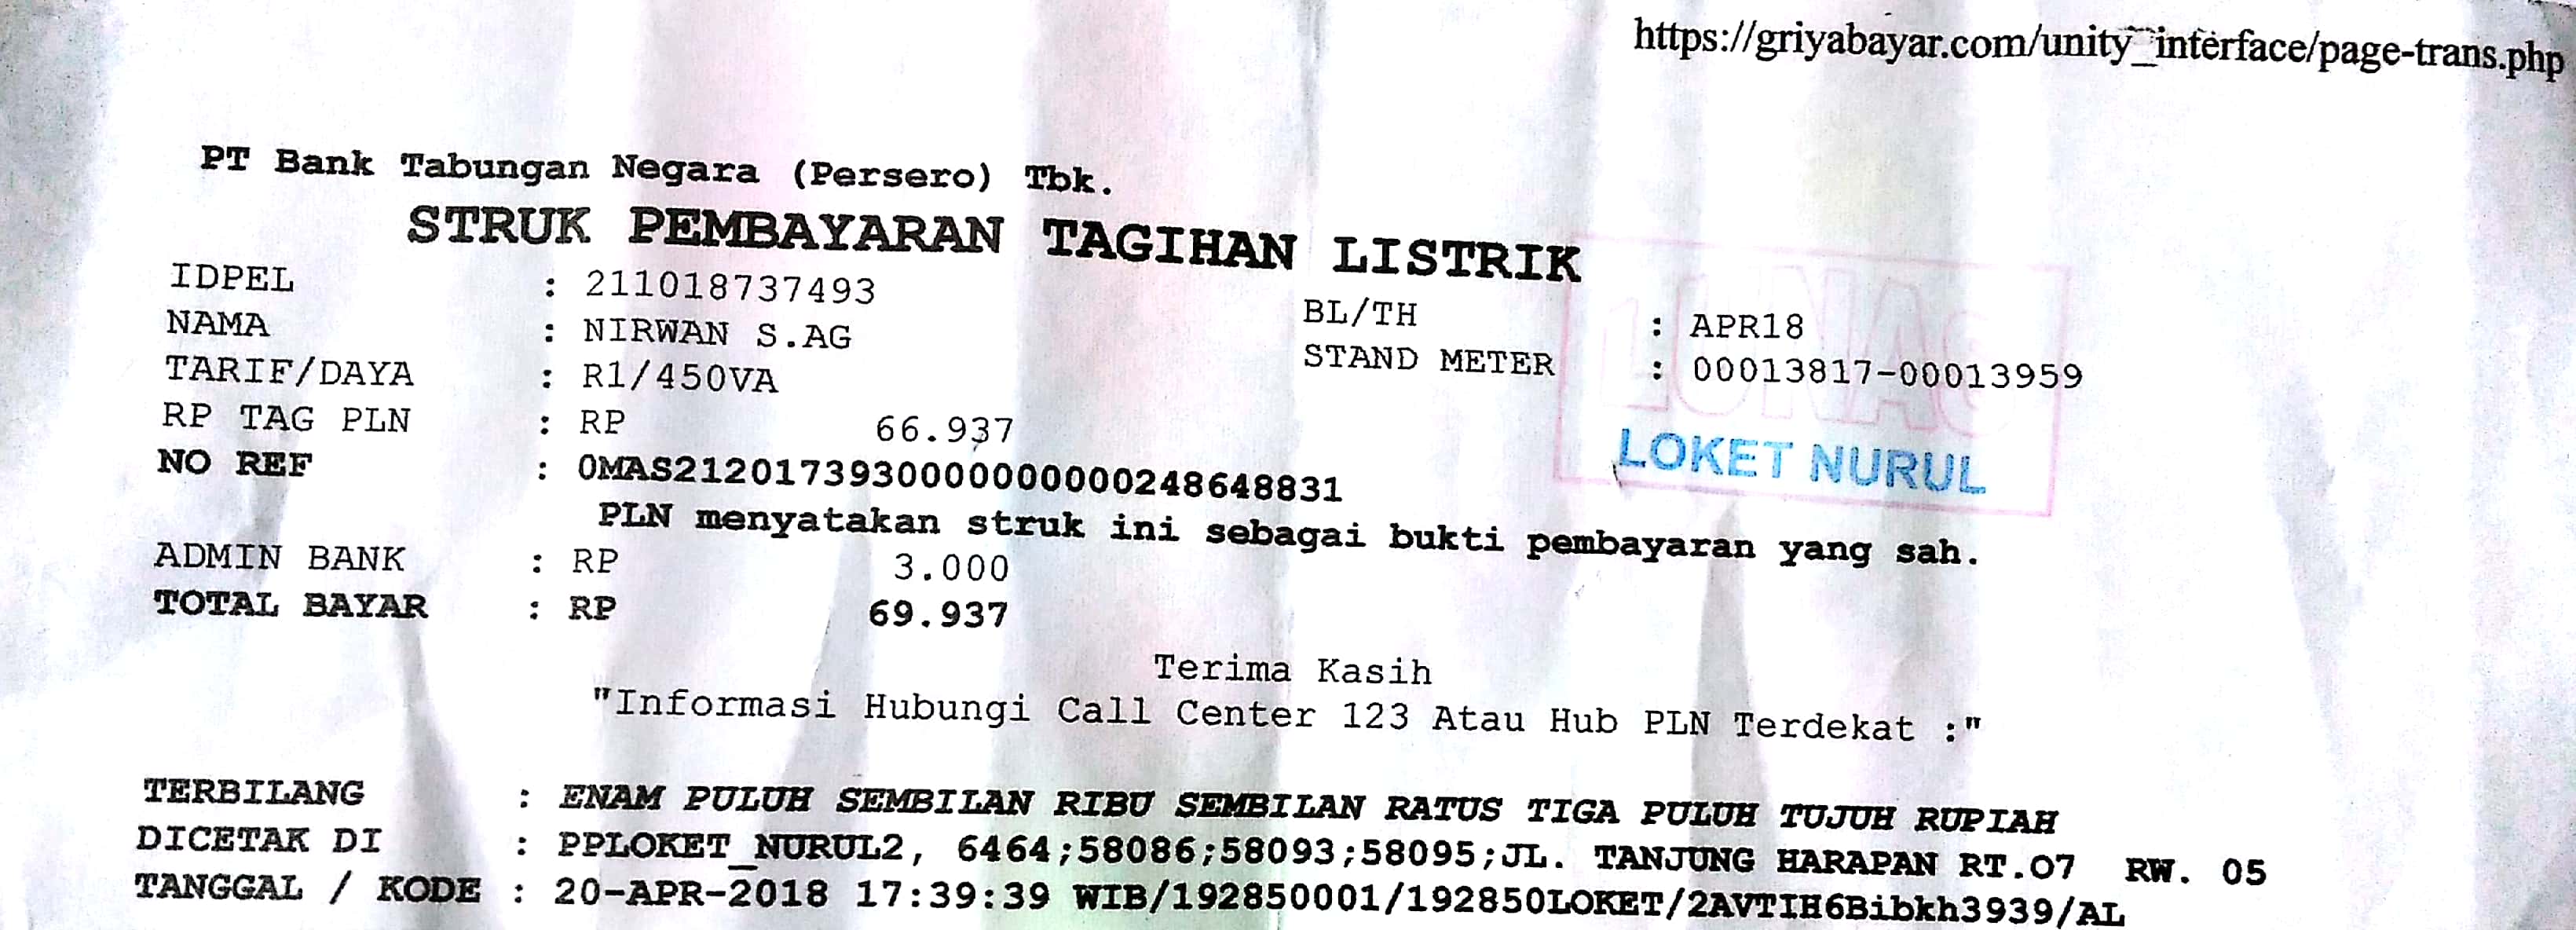 https://griyabayar.com/unity_interface/page-trans.php
PT Bank Tabungan Negara (Persero) Tbk.
STRUK PEMBAYARAN TAGIHAN LISTRIK
IDPEL : 211018737493
BL/TH : APR18
NAMA : NIRWAN S.AG
STAND METER : 00013817-00013959
TARIF/DAYA : R1/450VA
RP TAG PLN : RP 66.937
LUNAS
LOKET NURUL
NO REF : 0MAS21201739300000000000248648831
PLN menyatakan struk ini sebagai bukti pembayaran yang sah.
ADMIN BANK : RP 3.000
TOTAL BAYAR : RP 69.937
Terima Kasih
"Informasi Hubungi Call Center 123 Atau Hub PLN Terdekat :"
TERBILANG : ENAM PULUH SEMBILAN RIBU SEMBILAN RATUS TIGA PULUH TUJUH RUPIAH
DICETAK DI : PPLOKET_NURUL2, 6464;58086;58093;58095;JL. TANJUNG HARAPAN RT.O7 RW. 05
TANGGAL / KODE : 20-APR-2018 17:39:39 WIB/192850001/192850LOKET/2AVTIH6Bibkh3939/AL